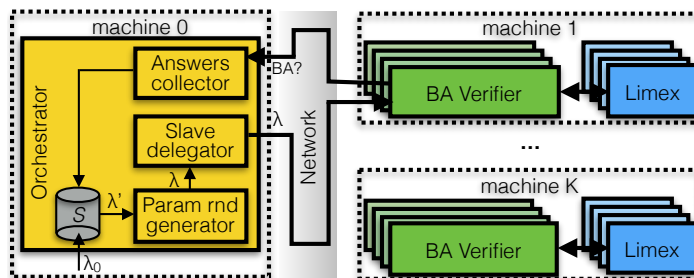 machine 0
Orchestrator
Answers
collector
BA?
Slave
delegator
λ
λ
S
λ'
Param rnd
generator
λ0
Network
machine 1
BA Verifier
Limex
...
machine K
BA Verifier
Limex